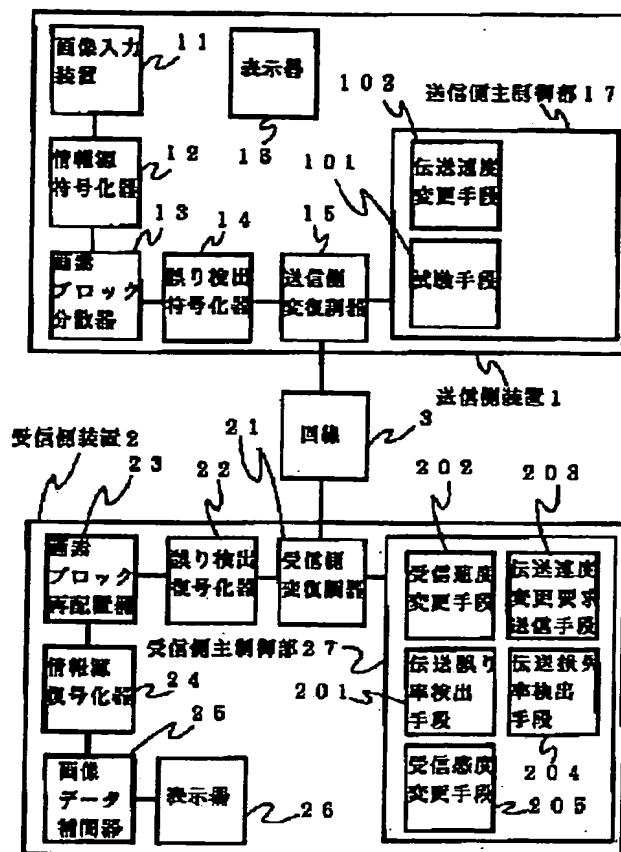 画像入力
装置
11
表示器
18
102
送信側主制御部17
情報源
符号化器
12
101
伝送速度
変更手段
13
14
15
画素
ブロック
分散器
誤り検出
符号化器
送信側
変復調器
試験手段
送信側装置1
回線
3
受信側装置2
23
22
21
202
203
画素
ブロック
再配置器
誤り検出
復号化器
受信側
変復調器
受信速度
変更手段
伝送速度
変更要求
送信手段
受信側主制御部27
情報源
復号化器
24
201
伝送誤り
率検出
手段
伝送損失
率検出
手段
25
204
画像
データ
補間器
表示器
26
受信感度
変更手段
205